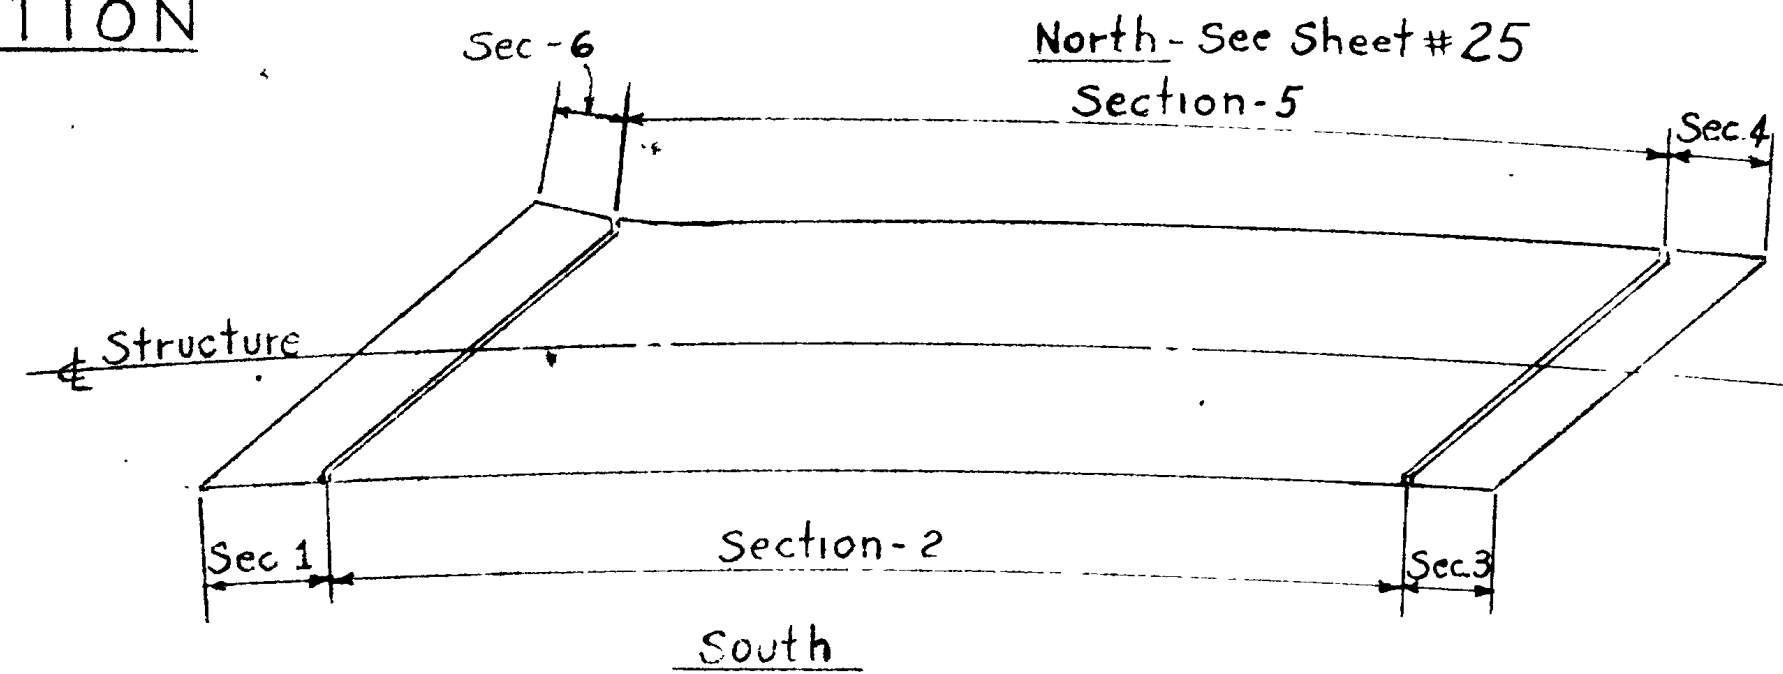 TION
Sec-6
North - See Sheet #25
Section-5
Sec.4
℄ Structure
Sec 1
Section-2
Sec.3
South